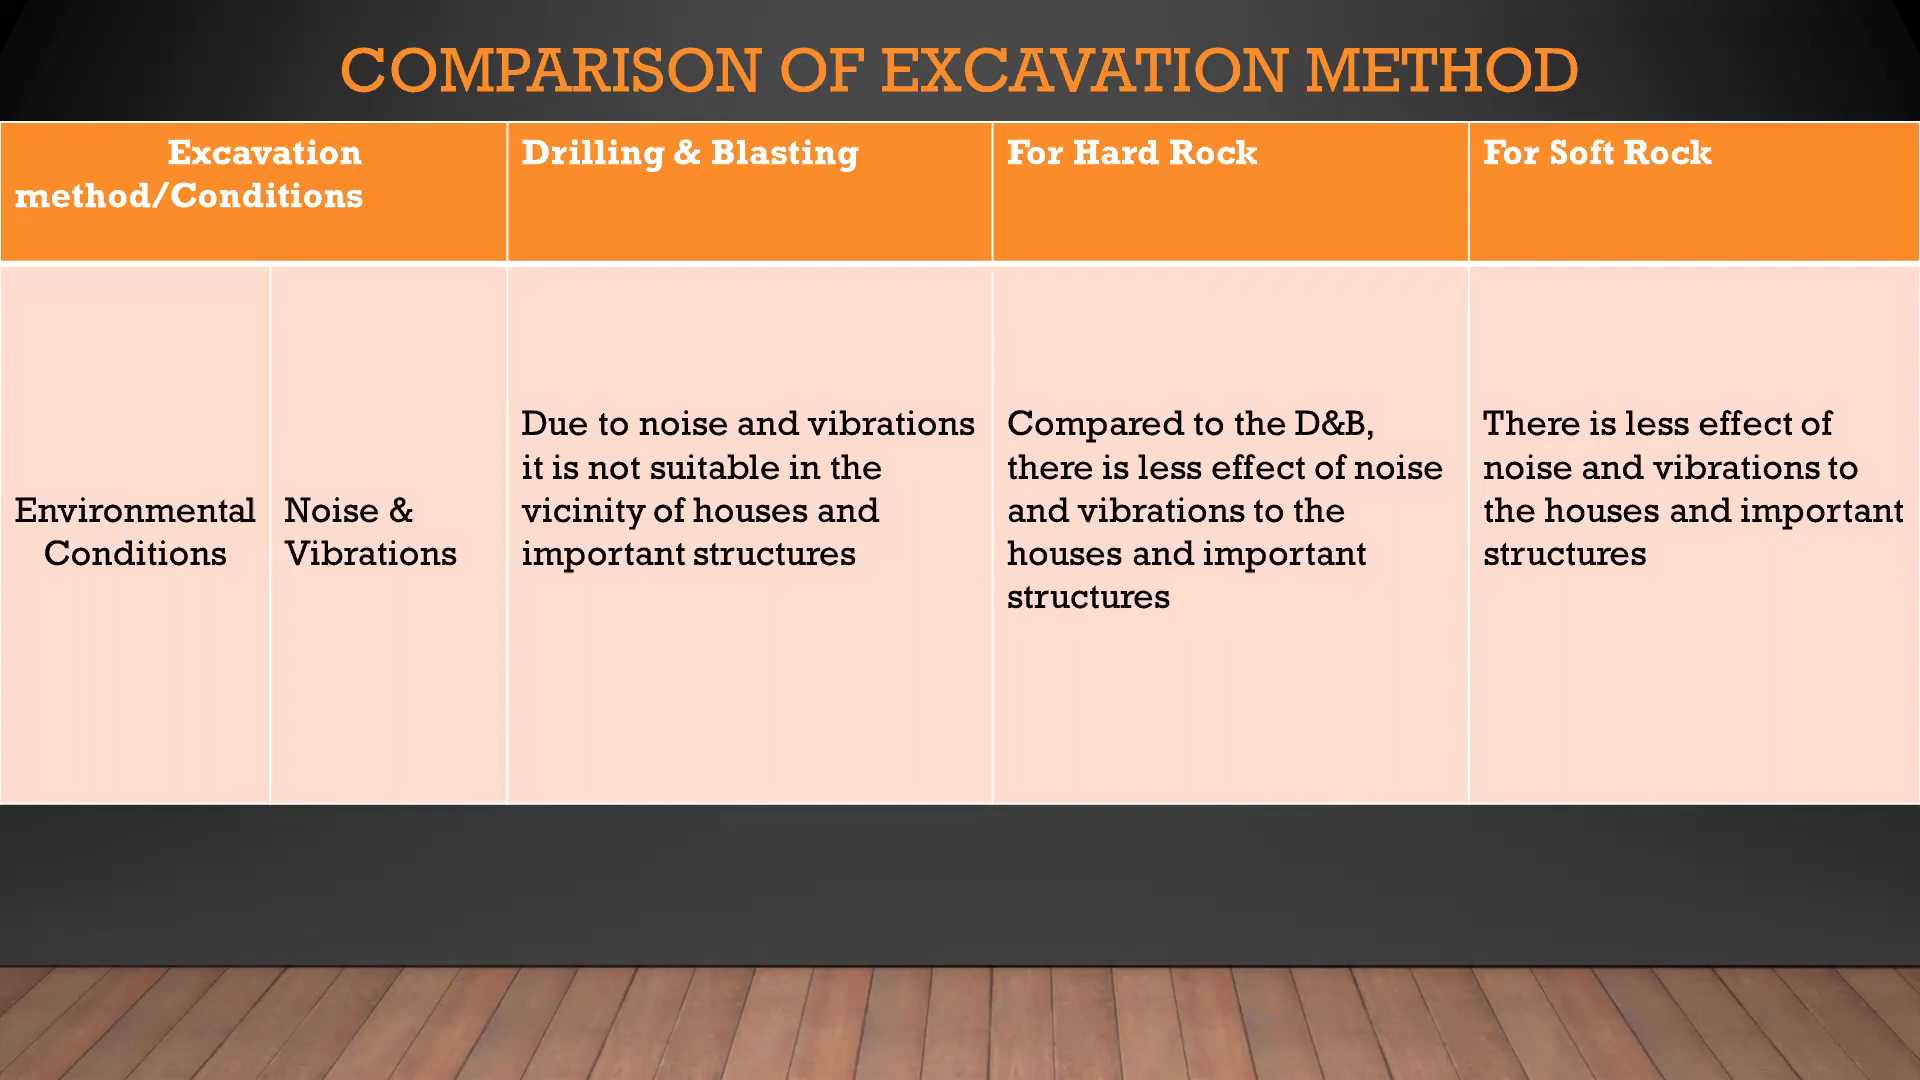 COMPARISON OF EXCAVATION METHOD
Excavation
method/Conditions
Drilling & Blasting
For Hard Rock
For Soft Rock
Environmental
Conditions
Noise &
Vibrations
Due to noise and vibrations
it is not suitable in the
vicinity of houses and
important structures
Compared to the D&B,
there is less effect of noise
and vibrations to the
houses and important
structures
There is less effect of
noise and vibrations to
the houses and important
structures